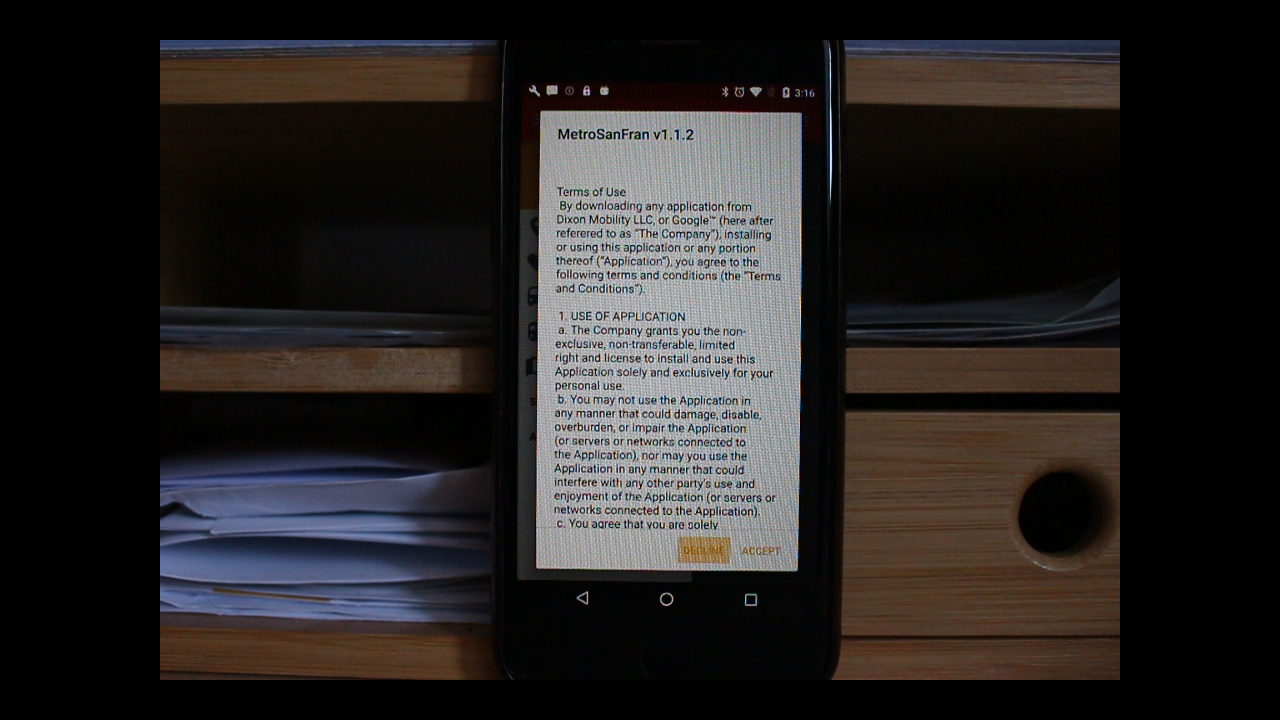 3:16
MetroSanFran v1.1.2
Terms of Use
By downloading any application from
Dixon Mobility LLC, or Google™ (here after
referered to as "The Company"), installing
or using this application or any portion
thereof ("Application"), you agree to the
following terms and conditions (the "Terms
and Conditions").
1. USE OF APPLICATION
a. The Company grants you the non-
exclusive, non-transferable, limited
right and license to install and use this
Application solely and exclusively for your
personal use.
b. You may not use the Application in
any manner that could damage, disable,
overburden, or impair the Application
(or servers or networks connected to
the Application), nor may you use the
Application in any manner that could
interfere with any other party's use and
enjoyment of the Application (or servers or
networks connected to the Application).
c. You agree that you are solely
DECLINE ACCEPT